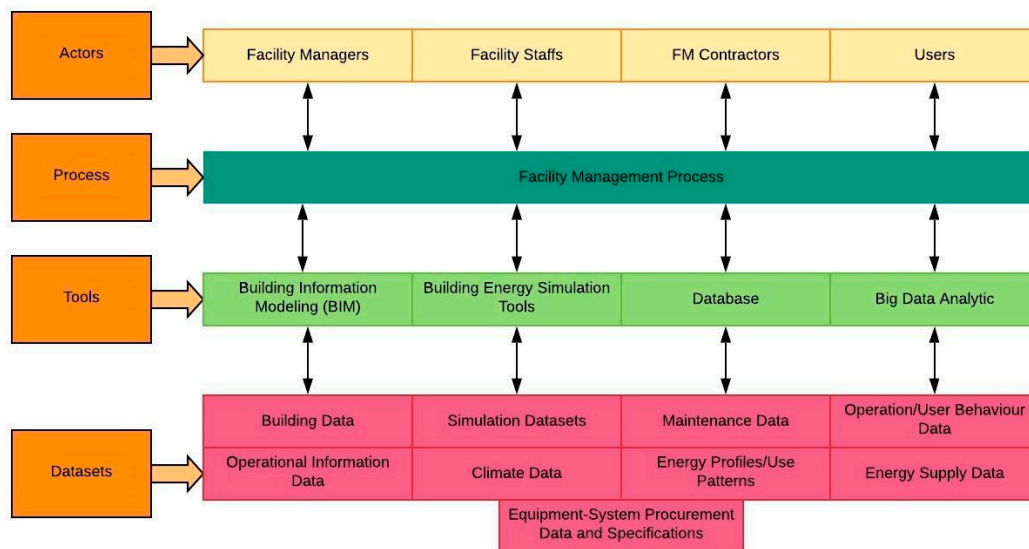 Actors
Facility Managers
Facility Staffs
FM Contractors
Users
Process
Facility Management Process
Tools
Building Information
Modeling (BIM)
Building Energy Simulation
Tools
Database
Big Data Analytic
Datasets
Building Data
Simulation Datasets
Maintenance Data
Operation/User Behaviour
Data
Operational Information
Data
Climate Data
Energy Profiles/Use
Patterns
Energy Supply Data
Equipment-System Procurement
Data and Specifications